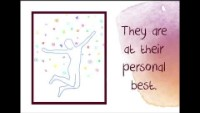 They are
at their
personal
best.